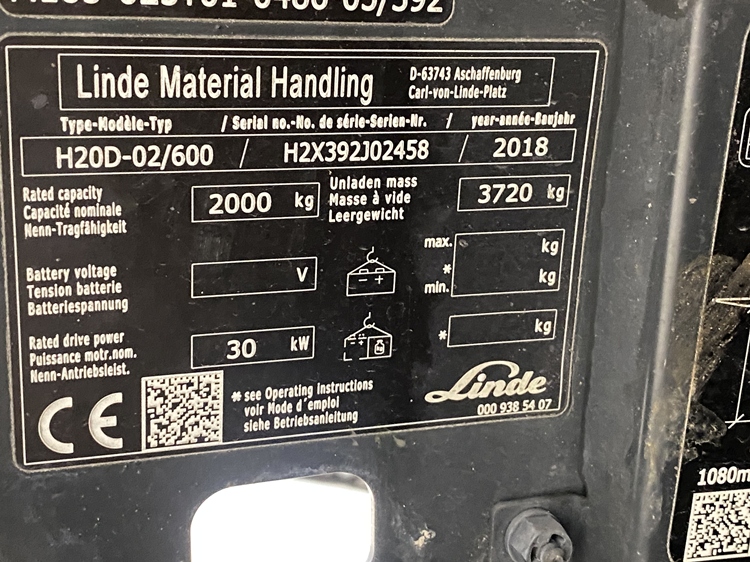 Linde Material Handling
D-63743 Aschaffenburg
Carl-von-Linde-Platz
Type-Modèle-Typ / Serial no.-No. de série-Serien-Nr. / year-année-Baujahr
H20D-02/600 / H2X392J02458 / 2018
Rated capacity
Capacité nominale
Nenn-Tragfähigkeit
2000 kg
Unladen mass
Masse à vide
Leergewicht
3720 kg
Battery voltage
Tension batterie
Batteriespannung
V
max. kg
*
min. kg
Rated drive power
Puissance motr.nom.
Nenn-Antriebsleist.
30 kW
* kg
CE
* see Operating instructions
voir Mode d'emploi
siehe Betriebsanleitung
Linde
000 938 54 07
1080m